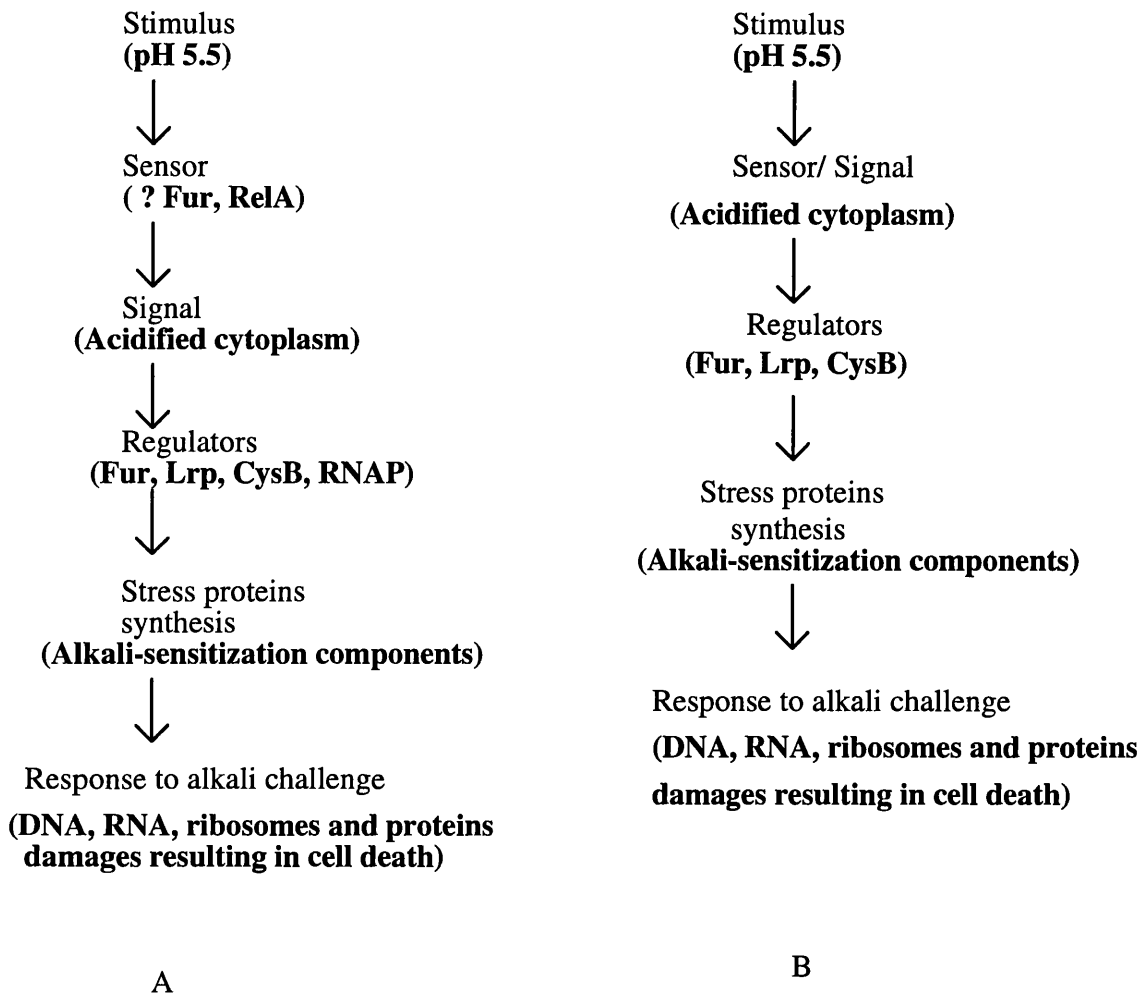 Stimulus
(pH 5.5)
Sensor
( ? Fur, RelA)
Signal
(Acidified cytoplasm)
Regulators
(Fur, Lrp, CysB, RNAP)
Stress proteins
synthesis
(Alkali-sensitization components)
Response to alkali challenge
(DNA, RNA, ribosomes and proteins
damages resulting in cell death)
A
Stimulus
(pH 5.5)
Sensor/ Signal
(Acidified cytoplasm)
Regulators
(Fur, Lrp, CysB)
Stress proteins
synthesis
(Alkali-sensitization components)
Response to alkali challenge
(DNA, RNA, ribosomes and proteins
damages resulting in cell death)
B